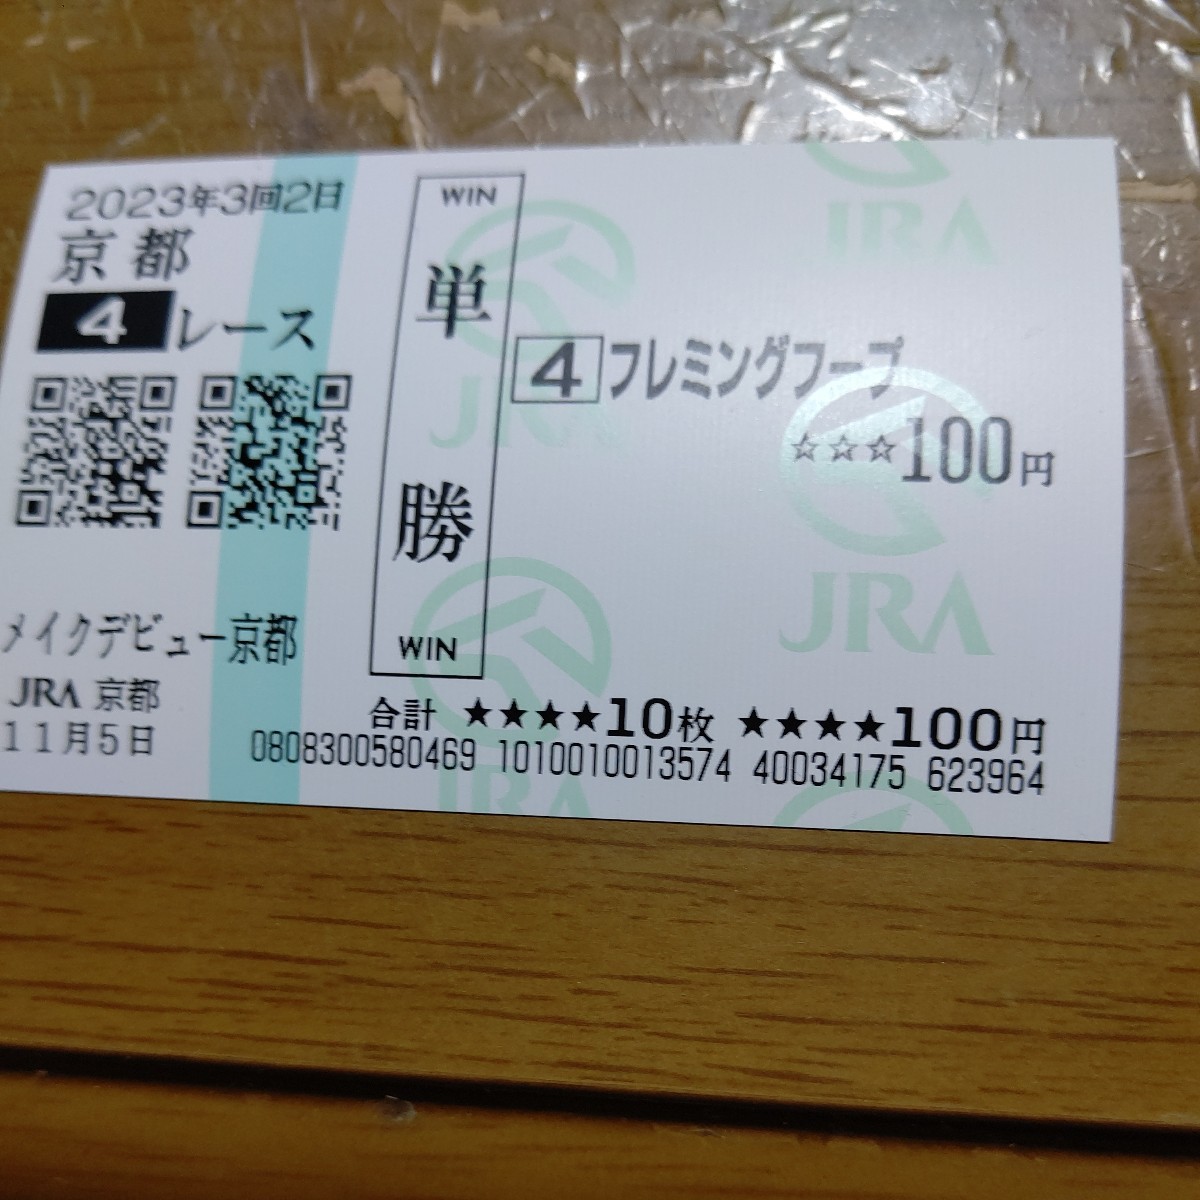 2023年3回2日
京都
4レース
メイクデビュー京都
JRA 京都
11月5日
WIN
単勝
WIN
4 フレミングフープ
☆☆☆100円
合計 ★★★★10枚 ★★★★100円
0808300580469 1010010013574 40034175 623964
JRA
JRA
JRA
JRA